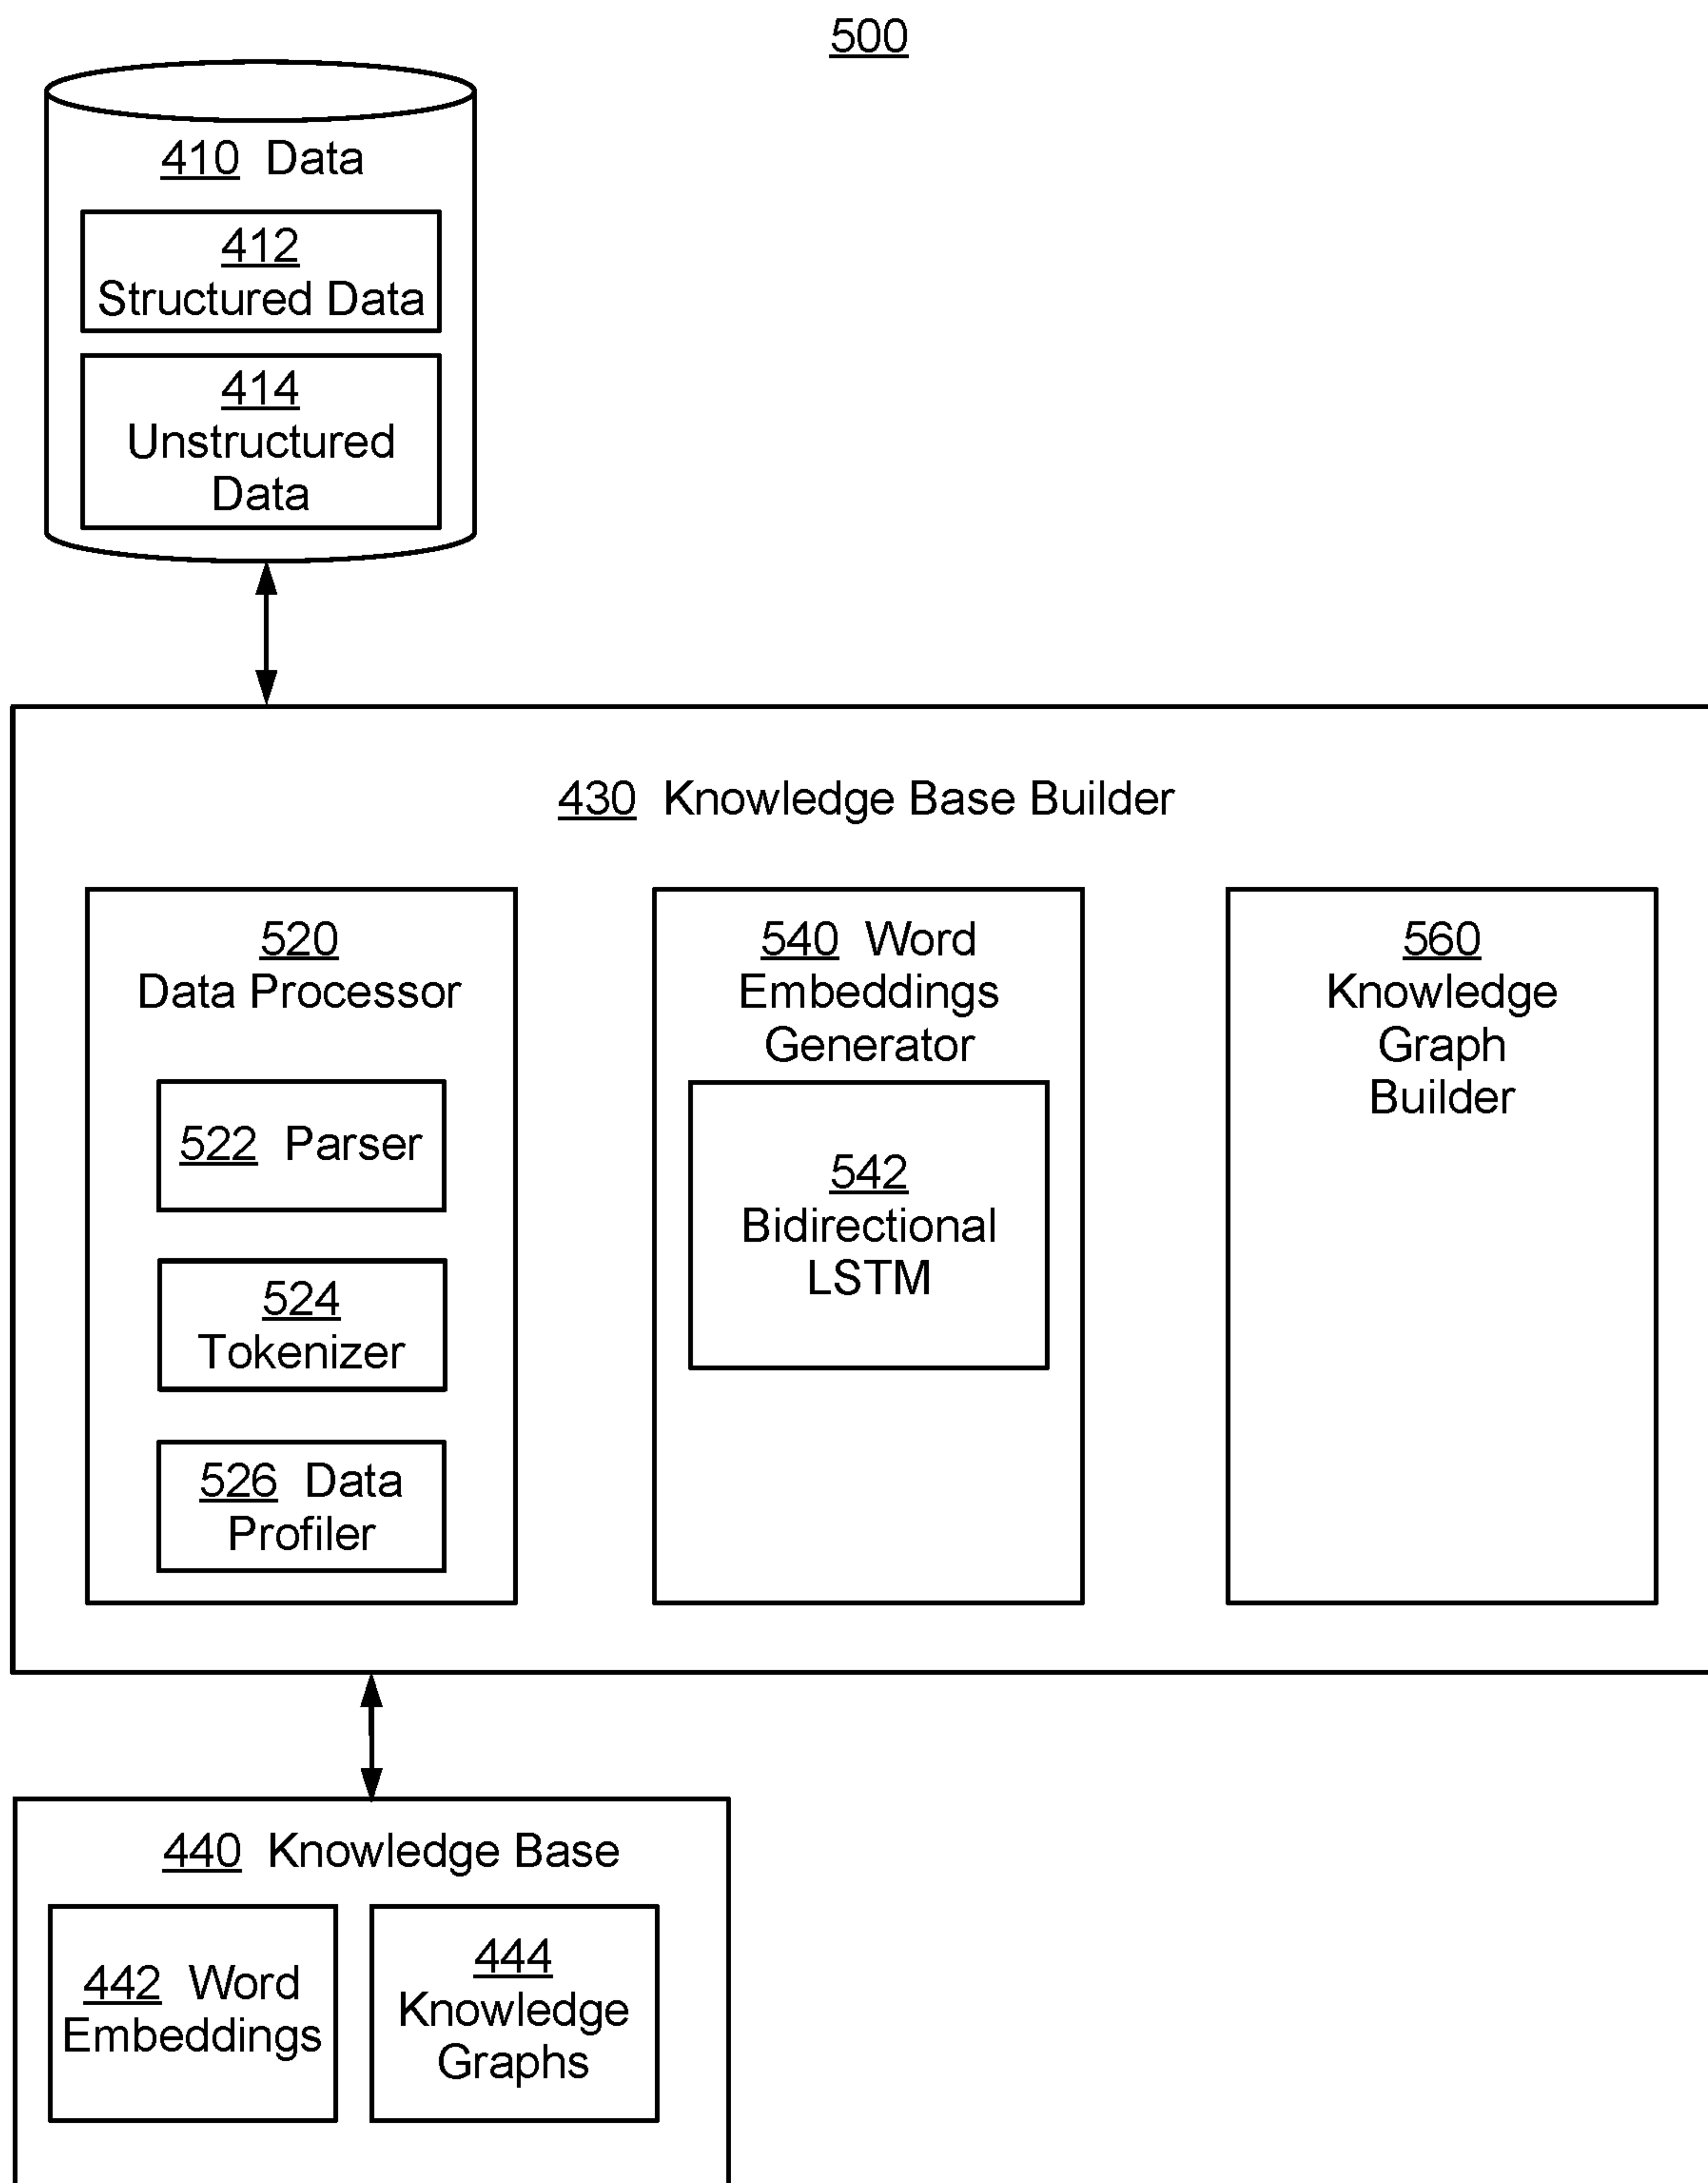 500
410 Data
412
Structured Data
414
Unstructured
Data
430 Knowledge Base Builder
520
Data Processor
522 Parser
524
Tokenizer
526 Data
Profiler
540 Word
Embeddings
Generator
542
Bidirectional
LSTM
560
Knowledge
Graph
Builder
440 Knowledge Base
442 Word
Embeddings
444
Knowledge
Graphs